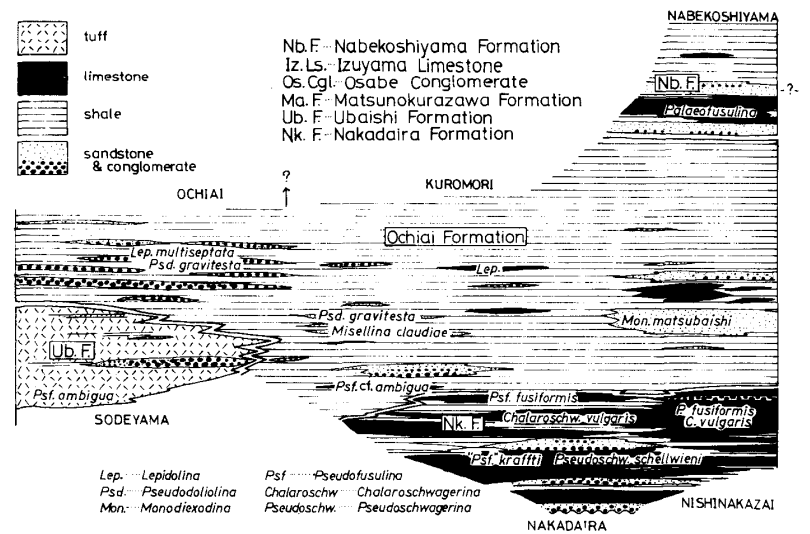 NABEKOSHIYAMA
tuff
limestone
shale
sandstone
& conglomerate
Nb.F.--Nabekoshiyama Formation
Iz.Ls.--Izuyama Limestone
Os.Cgl.-Osabe Conglomerate
Ma.F--Matsunokurazawa Formation
Ub.F--Ubaishi Formation
Nk.F--Nakadaira Formation
Nb.F.
-?-
Palaeofusulina
?
OCHIAI
KUROMORI
Ochiai Formation
Lep. multiseptata
Psd. gravitesta
Lep.
Psd. gravitesta
Misellina claudiae
Mon. matsubaishi
Ub.F.
Psf. ambigua
Psf. cf. ambigua
SODEYAMA
Psf. fusiformis
Chalaroschw. vulgaris
P. fusiformis
C. vulgaris
Nk.F.
Psf. kraffti
Pseudoschw. schellwieni
Lep.----Lepidolina
Psd.---Pseudodoliolina
Mon.---Monodiexodina
Psf.------Pseudofusulina
Chalaroschw.----Chalaroschwagerina
Pseudoschw.----Pseudoschwagerina
NISHINAKAZAI
NAKADAIRA